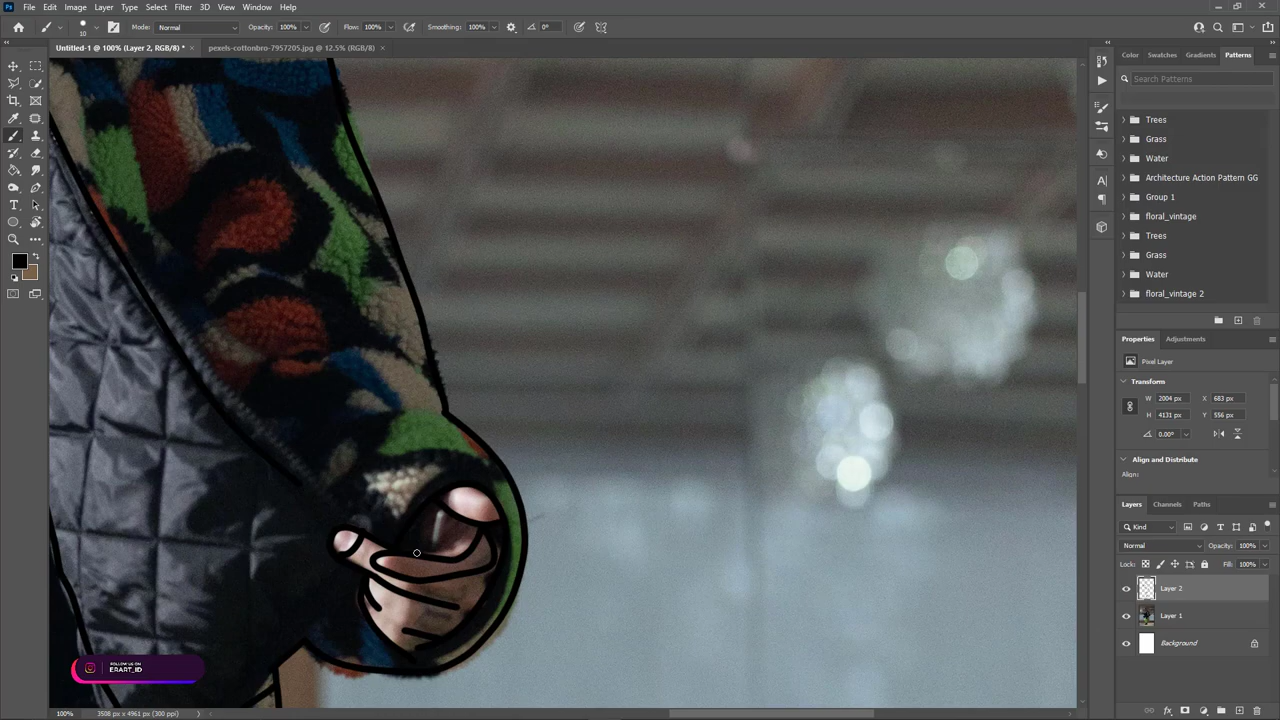 File Edit Image Layer Type Select Filter 3D View Window Help
10 Mode: Normal Opacity: 100% Flow: 100% Smoothing: 100% 0°
Untitled-1 @ 100% (Layer 2, RGB/8) * × pexels-cottonbro-7957205.jpg @ 12.5% (RGB/8) ×
Color Swatches Gradients Patterns
Search Patterns
Trees
Grass
Water
Architecture Action Pattern GG
Group 1
floral_vintage
Trees
Grass
Water
floral_vintage 2
Properties Adjustments
Pixel Layer
Transform
W 2004 px X 683 px
H 4131 px Y 556 px
0.00°
Align and Distribute
Align:
Layers Channels Paths
Kind
Normal Opacity: 100%
Lock: Fill: 100%
Layer 2
Layer 1
Background
FOLLOW US ON
ERART_ID
100% 3508 px x 4961 px (300 ppi)